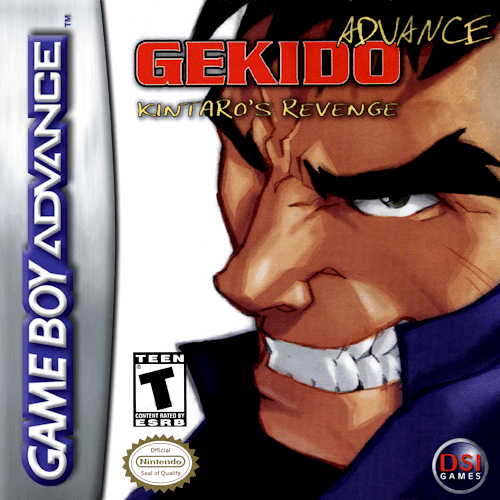 ADVANCE
GEKIDO
KINTARO'S REVENGE
GAME BOY ADVANCE
TM
TEEN
T
®
CONTENT RATED BY
ESRB
Official
Nintendo
Seal of Quality
DSI
GAMES